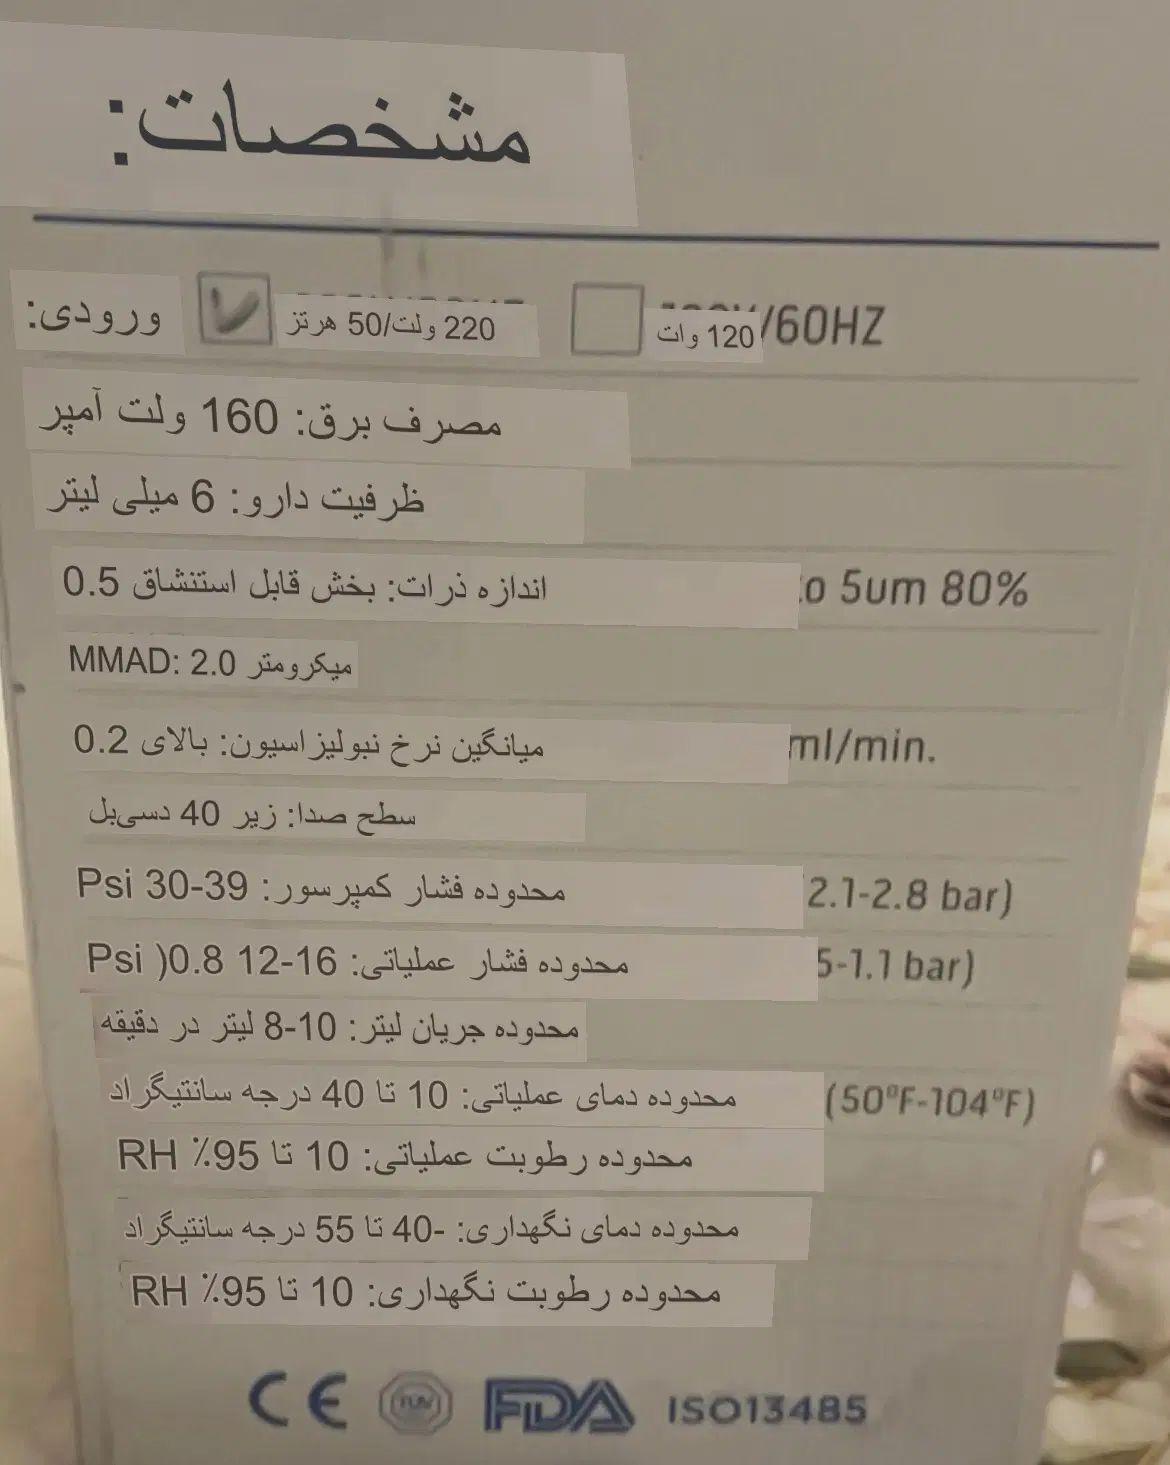 مشخصات:
ورودی: 220 ولت/50 هرتز 120 وات /60HZ
مصرف برق: 160 ولت آمپر
ظرفیت دارو: 6 میلی لیتر
اندازه ذرات: بخش قابل استنشاق 0.5 to 5um 80%
MMAD: 2.0 میکرومتر
میانگین نرخ نبولیزاسیون: بالای 0.2 ml/min.
سطح صدا: زیر 40 دسی‌بل
محدوده فشار کمپرسور: 30-39 Psi 2.1-2.8 bar)
محدوده فشار عملیاتی: 12-16 Psi )0.8 5-1.1 bar)
محدوده جریان لیتر: 8-10 لیتر در دقیقه
محدوده دمای عملیاتی: 10 تا 40 درجه سانتیگراد (50°F-104°F)
محدوده رطوبت عملیاتی: 10 تا 95٪ RH
محدوده دمای نگهداری: -40 تا 55 درجه سانتیگراد
محدوده رطوبت نگهداری: 10 تا 95٪ RH
CE TUV FDA ISO13485